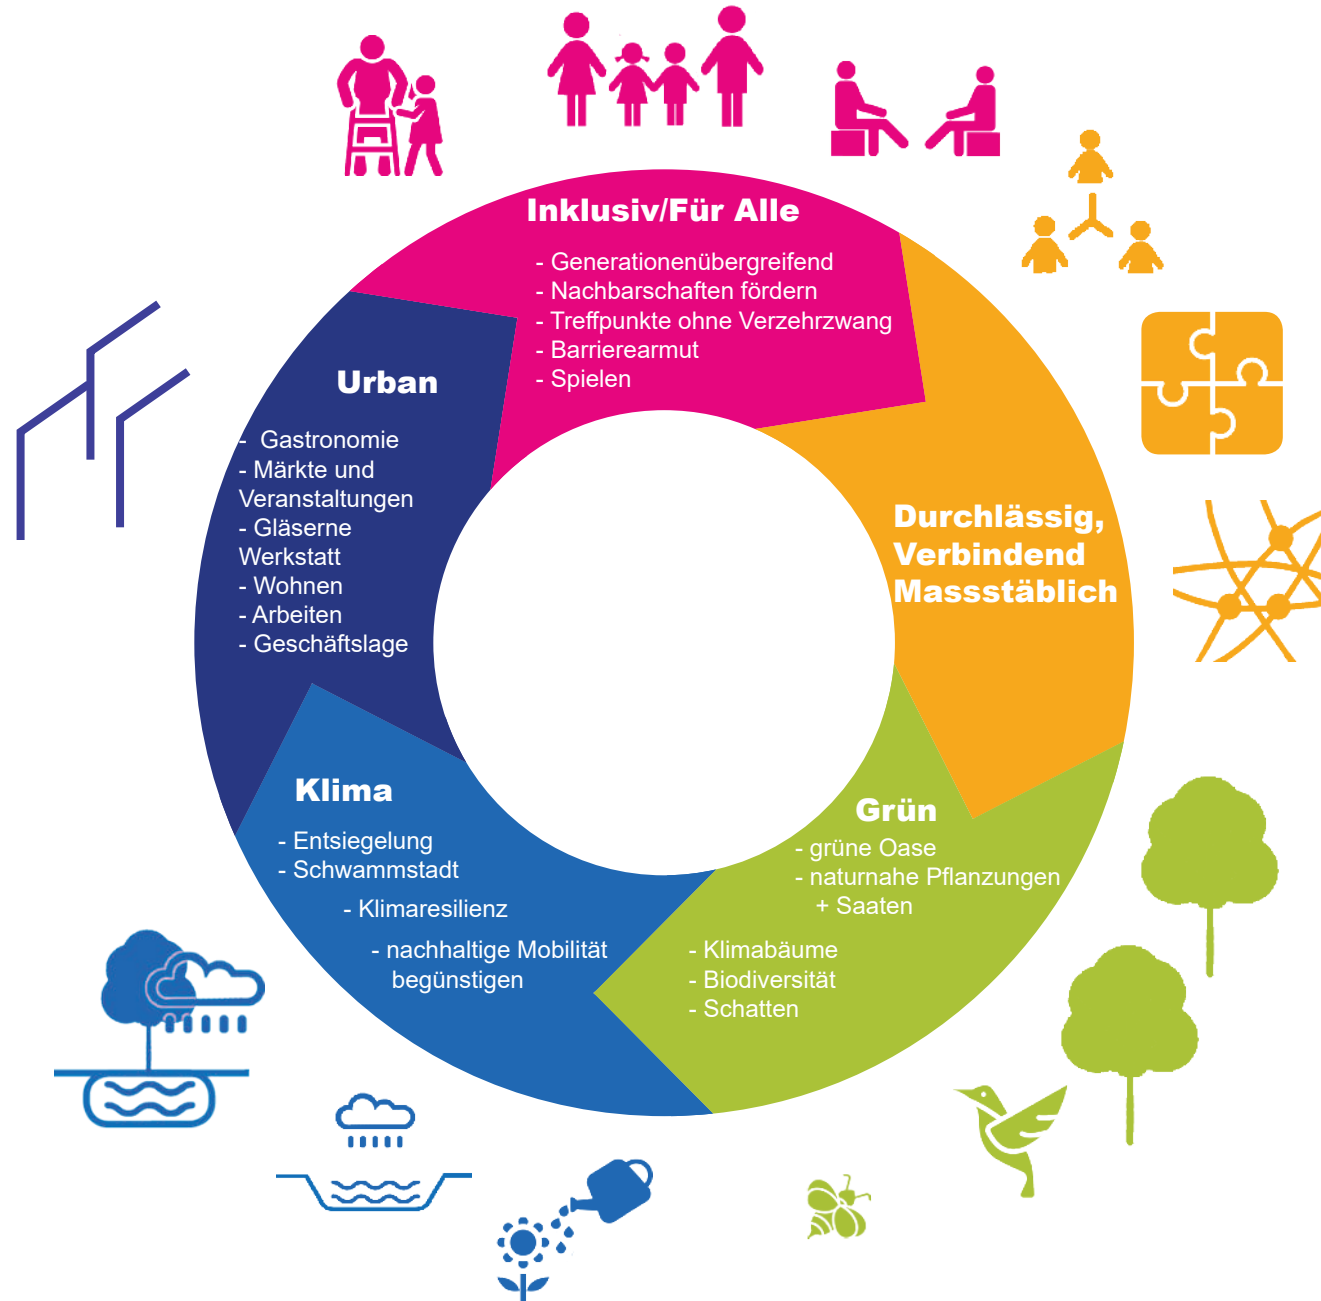 Inklusiv/Für Alle
- Generationenübergreifend
- Nachbarschaften fördern
- Treffpunkte ohne Verzehrzwang
- Barrierearmut
- Spielen
Durchlässig,
Verbindend
Massstäblich
Grün
- grüne Oase
- naturnahe Pflanzungen
+ Saaten
- Klimabäume
- Biodiversität
- Schatten
Klima
- Entsiegelung
- Schwammstadt
- Klimaresilienz
- nachhaltige Mobilität
begünstigen
Urban
- Gastronomie
- Märkte und
Veranstaltungen
- Gläserne
Werkstatt
- Wohnen
- Arbeiten
- Geschäftslage